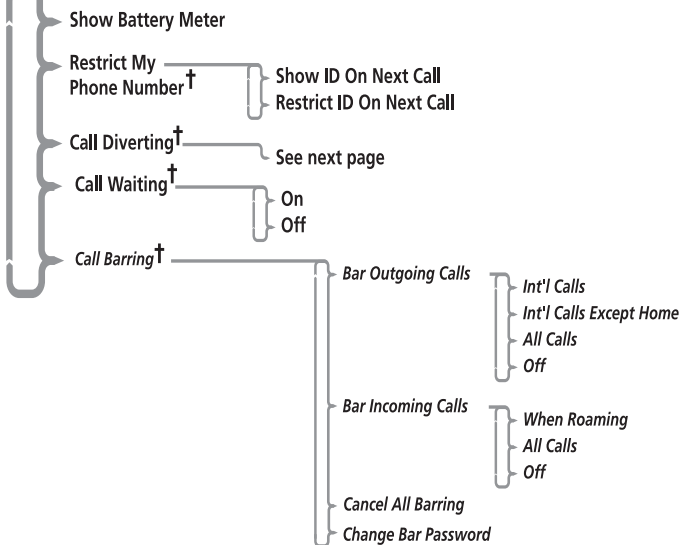 Show Battery Meter
Restrict My
Phone Number†
Show ID On Next Call
Restrict ID On Next Call
Call Diverting†
See next page
Call Waiting†
On
Off
Call Barring†
Bar Outgoing Calls
Int'l Calls
Int'l Calls Except Home
All Calls
Off
Bar Incoming Calls
When Roaming
All Calls
Off
Cancel All Barring
Change Bar Password